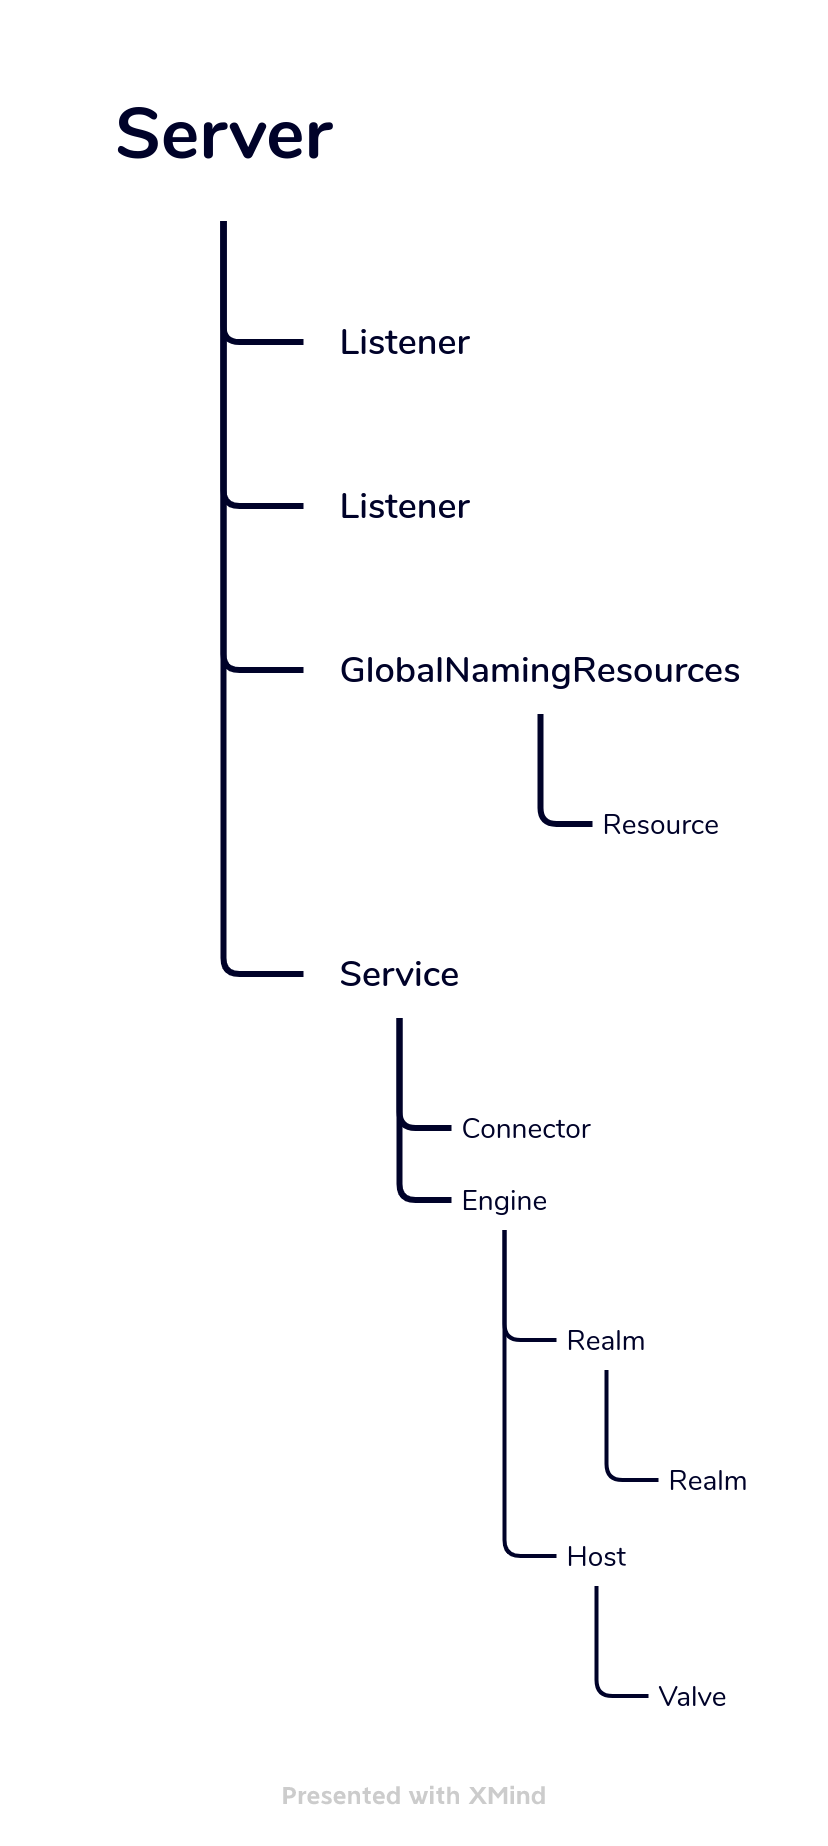 Server
Listener
Listener
GlobalNamingResources
Resource
Service
Connector
Engine
Realm
Realm
Host
Valve
Presented with XMind